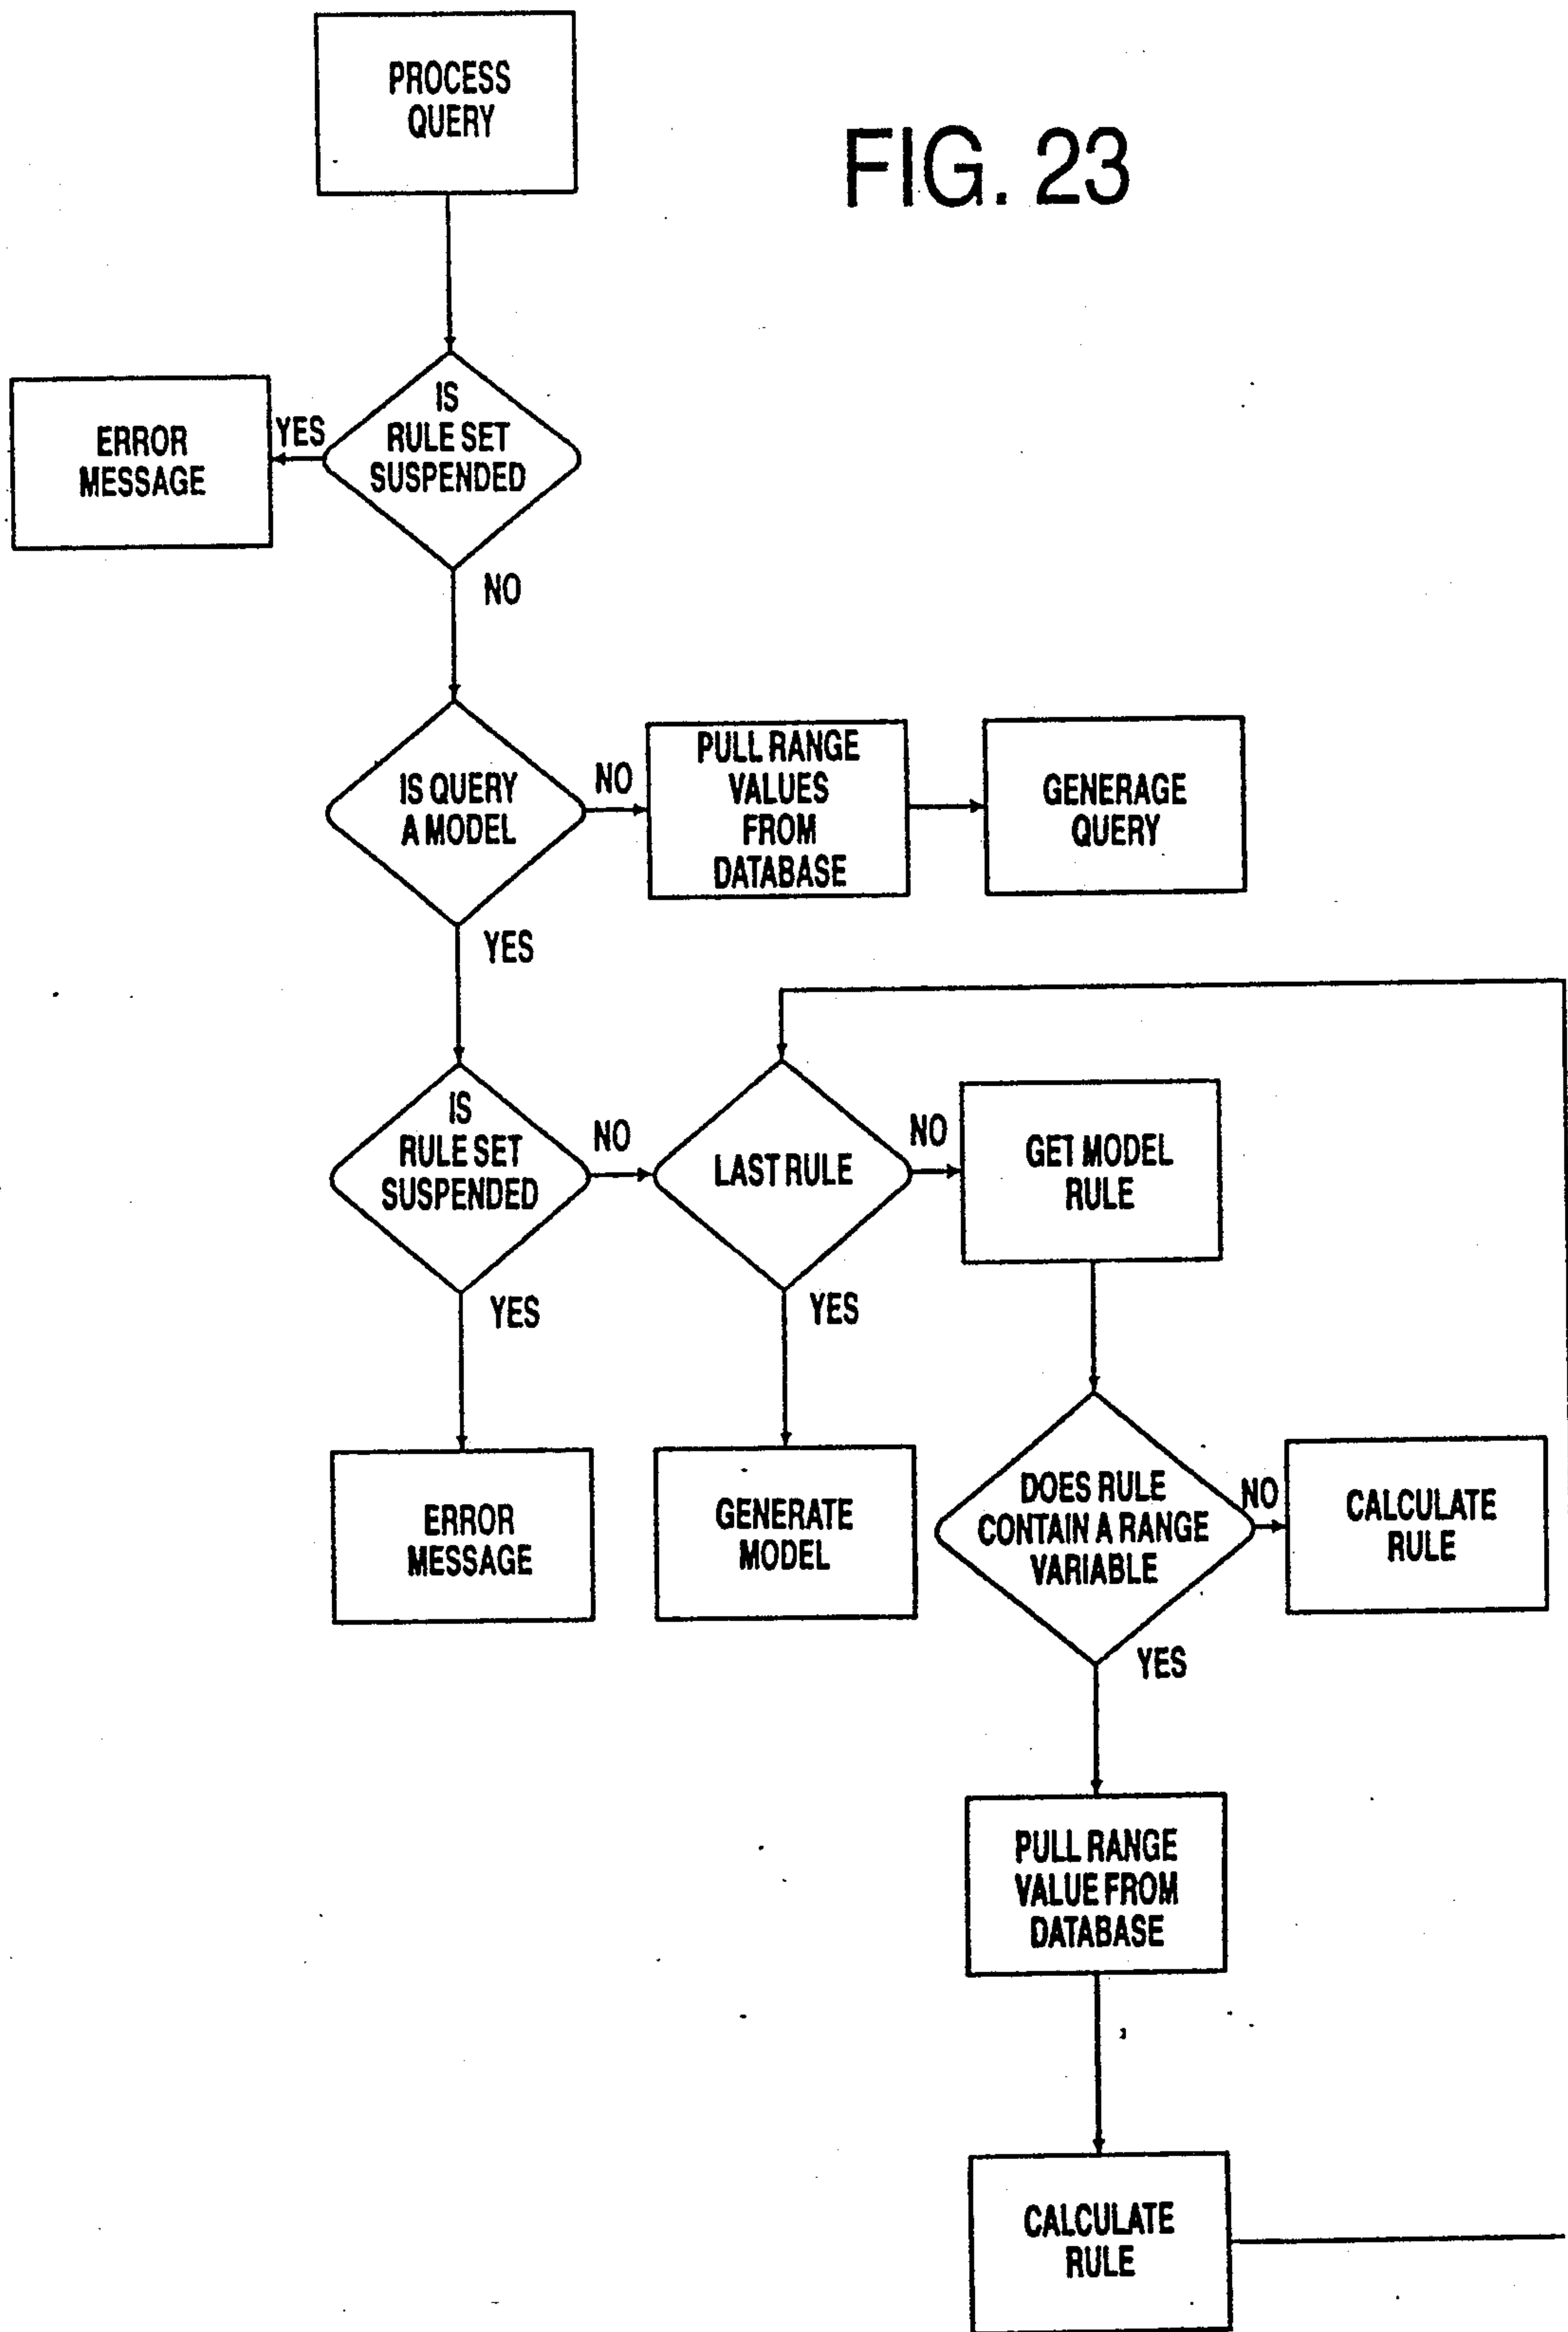 PROCESS
QUERY
FIG. 23
IS
RULE SET
SUSPENDED
YES
ERROR
MESSAGE
NO
IS QUERY
A MODEL
NO
PULL RANGE
VALUES
FROM
DATABASE
GENERAGE
QUERY
YES
IS
RULE SET
SUSPENDED
NO
LAST RULE
NO
GET MODEL
RULE
YES
YES
ERROR
MESSAGE
GENERATE
MODEL
DOES RULE
CONTAIN A RANGE
VARIABLE
NO
CALCULATE
RULE
YES
PULL RANGE
VALUE FROM
DATABASE
CALCULATE
RULE